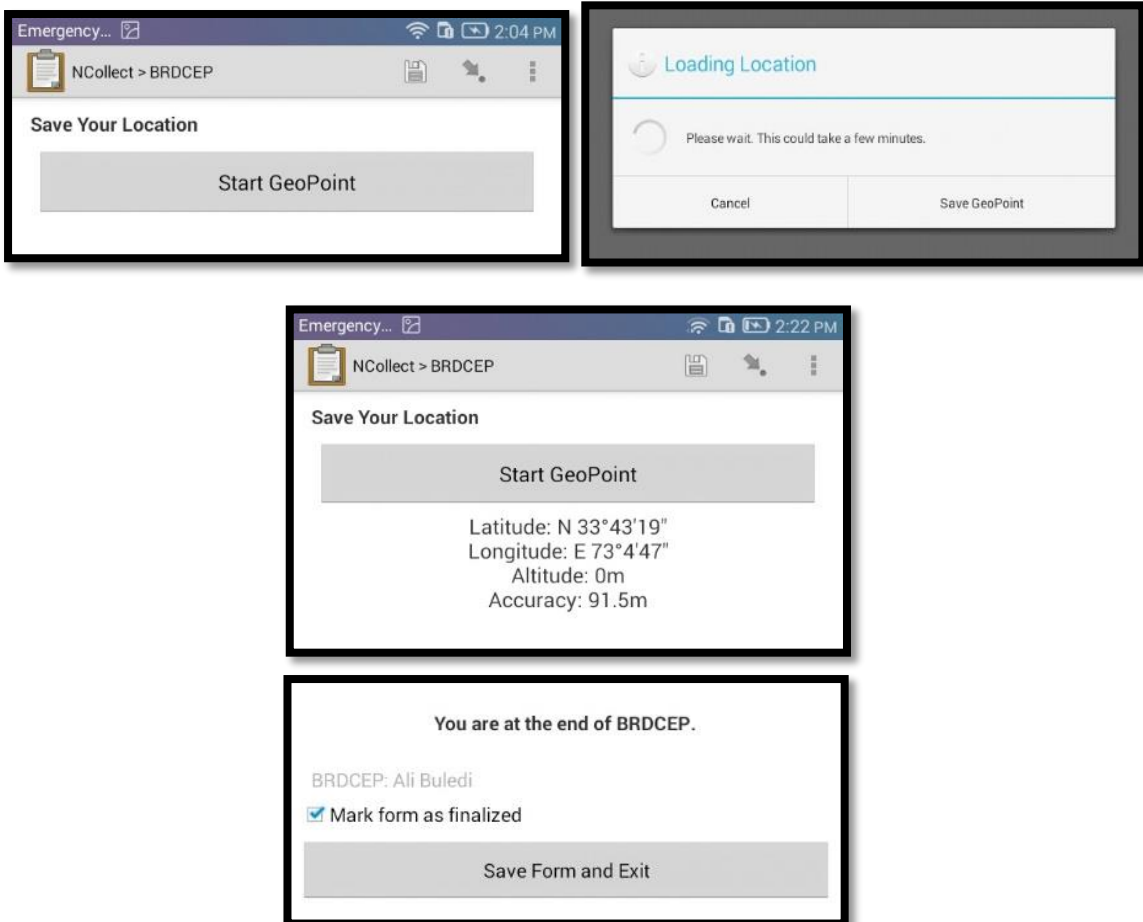 Emergency... 2:04 PM
NCollect > BRDCEP
Save Your Location
Start GeoPoint
Loading Location
Please wait. This could take a few minutes.
Cancel Save GeoPoint
Emergency... 2:22 PM
NCollect > BRDCEP
Save Your Location
Start GeoPoint
Latitude: N 33°43'19"
Longitude: E 73°4'47"
Altitude: 0m
Accuracy: 91.5m
You are at the end of BRDCEP.
BRDCEP: Ali Buledi
Mark form as finalized
Save Form and Exit